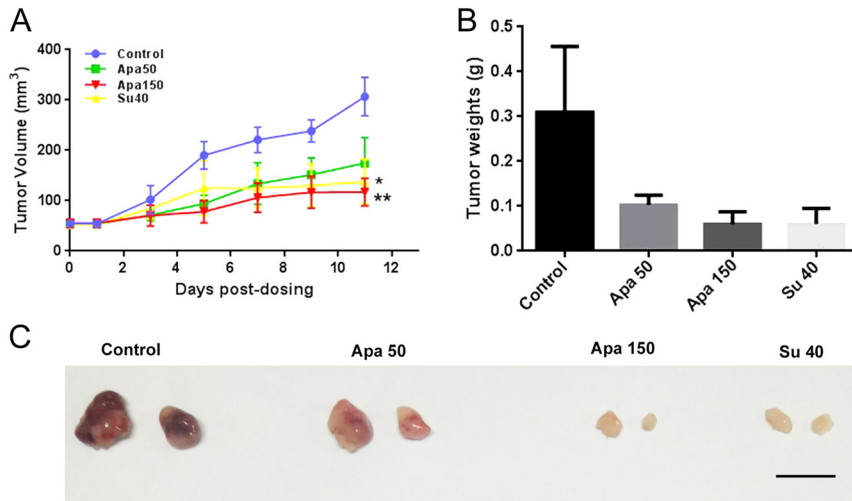 A
Control
Apa50
Apa150
Su40
Tumor Volume (mm³)
400
300
200
100
0
0 2 4 6 8 10 12
Days post-dosing
*
**
B
Tumor weights (g)
0.5
0.4
0.3
0.2
0.1
0.0
Control
Apa 50
Apa 150
Su 40
C
Control Apa 50 Apa 150 Su 40